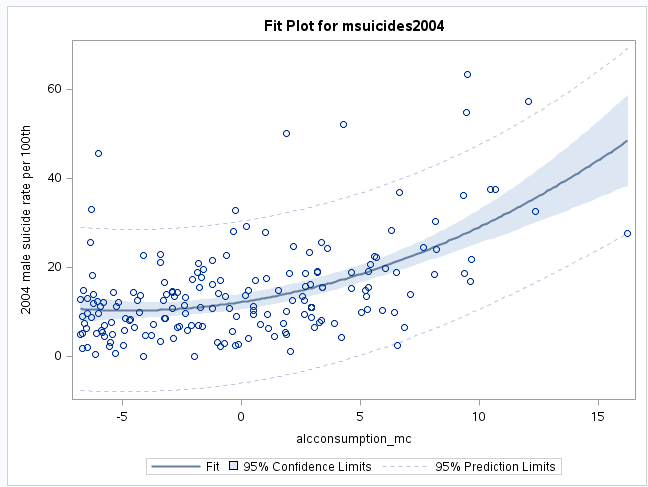 Fit Plot for msuicides2004
2004 male suicide rate per 100th
60
40
20
0
-5
0
5
10
15
alcconsumption_mc
Fit 95% Confidence Limits 95% Prediction Limits